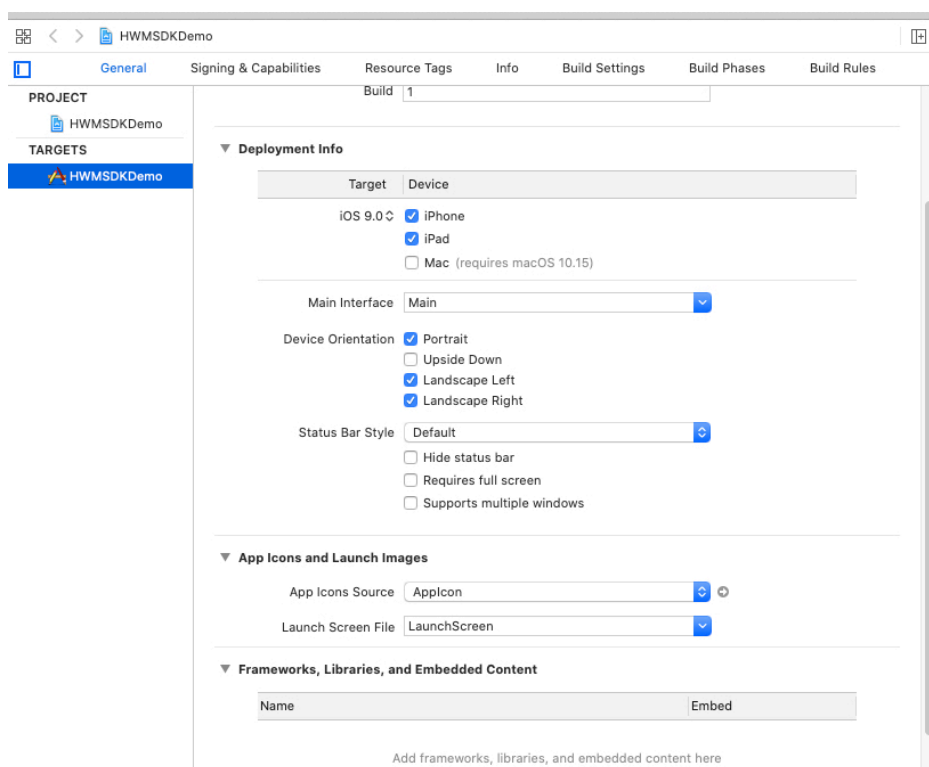 HWMSDKDemo
General Signing & Capabilities Resource Tags Info Build Settings Build Phases Build Rules
PROJECT
HWMSDKDemo
TARGETS
HWMSDKDemo
Build 1
Deployment Info
Target Device
iOS 9.0 iPhone
iPad
Mac (requires macOS 10.15)
Main Interface Main
Device Orientation Portrait
Upside Down
Landscape Left
Landscape Right
Status Bar Style Default
Hide status bar
Requires full screen
Supports multiple windows
App Icons and Launch Images
App Icons Source AppIcon
Launch Screen File LaunchScreen
Frameworks, Libraries, and Embedded Content
Name Embed
Add frameworks, libraries, and embedded content here